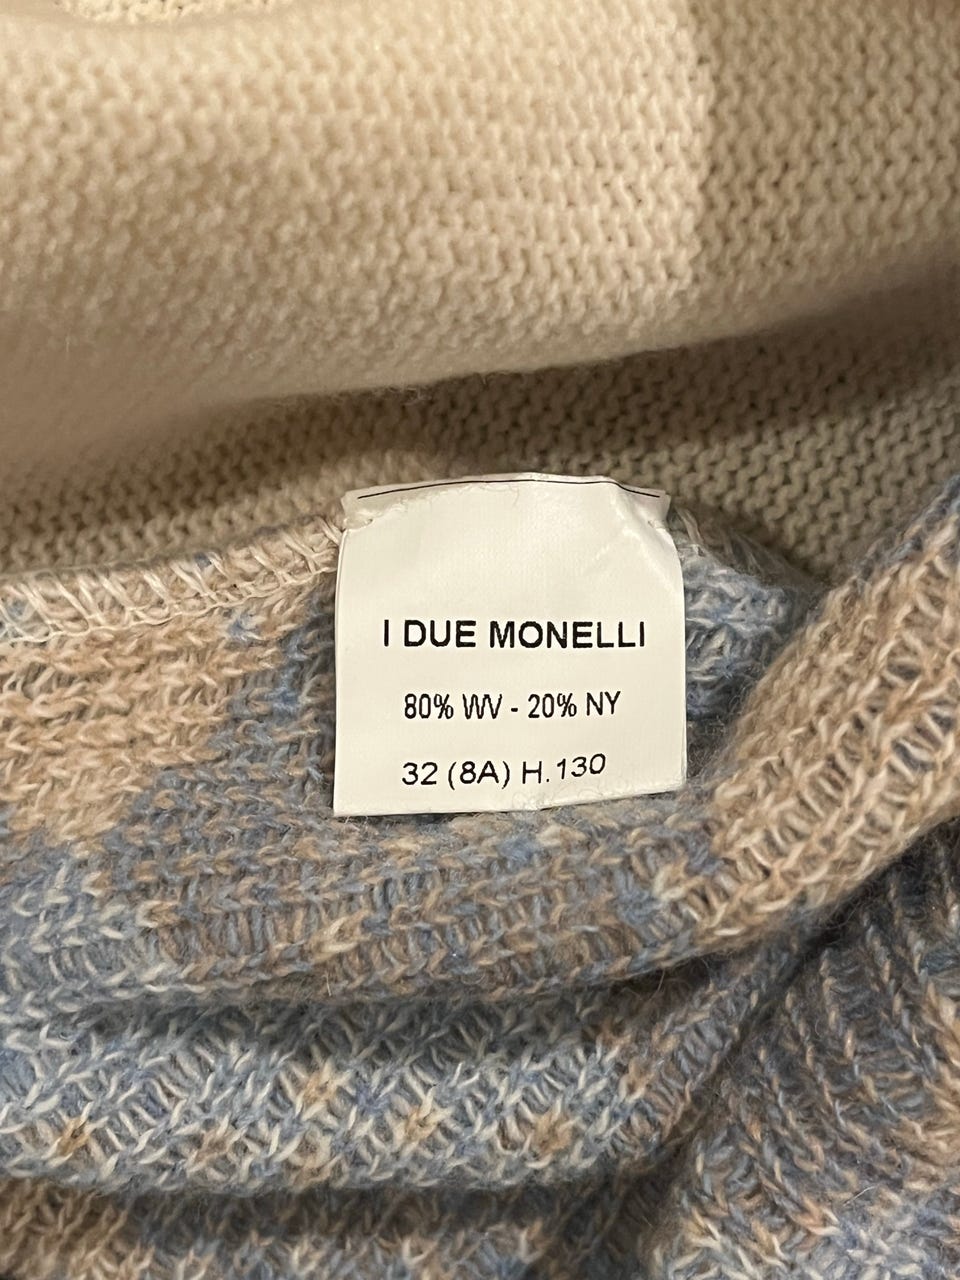 I DUE MONELLI
80% WV - 20% NY
32 (8A) H.130